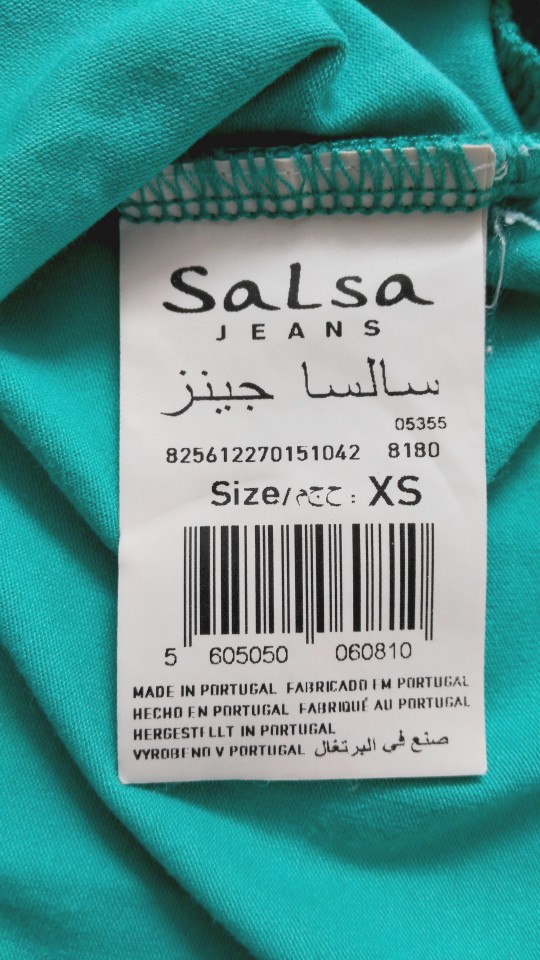 SaLsa
JEANS
سالسا جينز
05355
825612270151042 8180
Size/حجم : XS
5 605050 060810
MADE IN PORTUGAL FABRICADO EM PORTUGAL
HECHO EN PORTUGAL FABRIQUÉ AU PORTUGAL
HERGESTELLT IN PORTUGAL
VYROBENO V PORTUGAL صنع في البرتغال